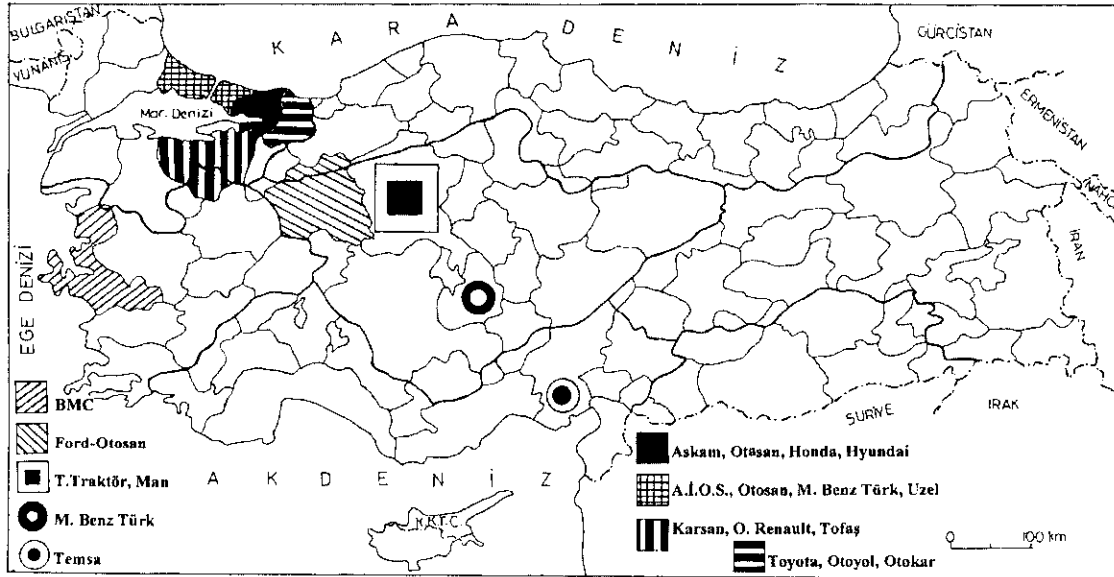 BULGARİSTAN
YUNANİS
K A R A D E N İ Z
GÜRCİSTAN
ERMENİSTAN
NAHÇ
İRAN
Mar. Denizi
EGE DENİZİ
BMC
Ford-Otosan
T.Traktör, Man
M. Benz Türk
Temsa
A K D E N İ Z
K.K.T.C.
SURİYE
IRAK
Askam, Otosan, Honda, Hyundai
A.İ.O.S., Otosan, M. Benz Türk, Uzel
Karsan, O. Renault, Tofaş
Toyota, Otoyol, Otokar
0 100 km